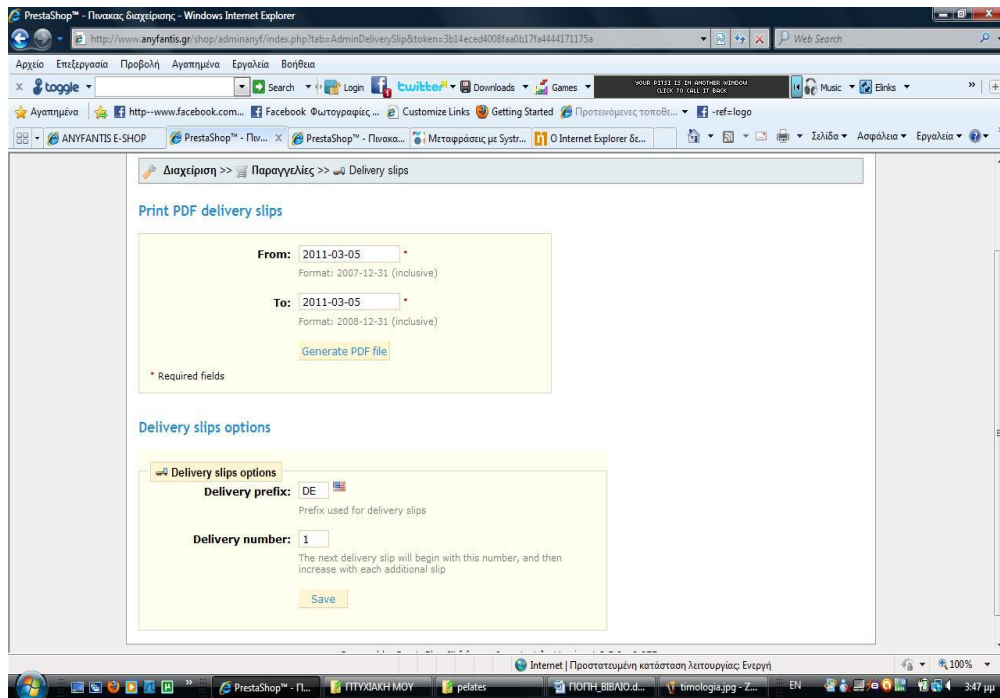 PrestaShop™ - Πινακας διαχείρισης - Windows Internet Explorer
http://www.anyfantis.gr/shop/adminanyf/index.php?tab=AdminDeliverySlip&token=3b14eced4008faa0b17fa4444171175a
Web Search
Αρχείο Επεξεργασία Προβολή Αγαπημένα Εργαλεία Βοήθεια
x toggle Search Login twitter Downloads Games YOUR PITSI IS IN ANOTHER WINDOW. Music Elinks »
CLICK TO CALL IT BACK
Αγαπημένα http--www.facebook.com... Facebook Φωτογραφίες ... Customize Links Getting Started Προτεινόμενες τοποθε... -ref=logo
ANYFANTIS E-SHOP PrestaShop™ - Πιν... X PrestaShop™ - Πινακα... Μεταφράσεις με Systr... Ο Internet Explorer δε... Σελίδα Ασφάλεια Εργαλεία
Διαχείριση >> Παραγγελίες >> Delivery slips
Print PDF delivery slips
From: 2011-03-05 *
Format: 2007-12-31 (inclusive)
To: 2011-03-05 *
Format: 2008-12-31 (inclusive)
Generate PDF file
* Required fields
Delivery slips options
Delivery slips options
Delivery prefix: DE
Prefix used for delivery slips
Delivery number: 1
The next delivery slip will begin with this number, and then
increase with each additional slip
Save
Internet | Προστατευμένη κατάσταση λειτουργίας: Ενεργή 100%
» PrestaShop™ - Π... ΠΤΥΧΙΑΚΗ ΜΟΥ pelates ΠΟΠΗ_ΒΙΒΛΙΟ.d... timologia.jpg - Z... EN 3:47 μμ